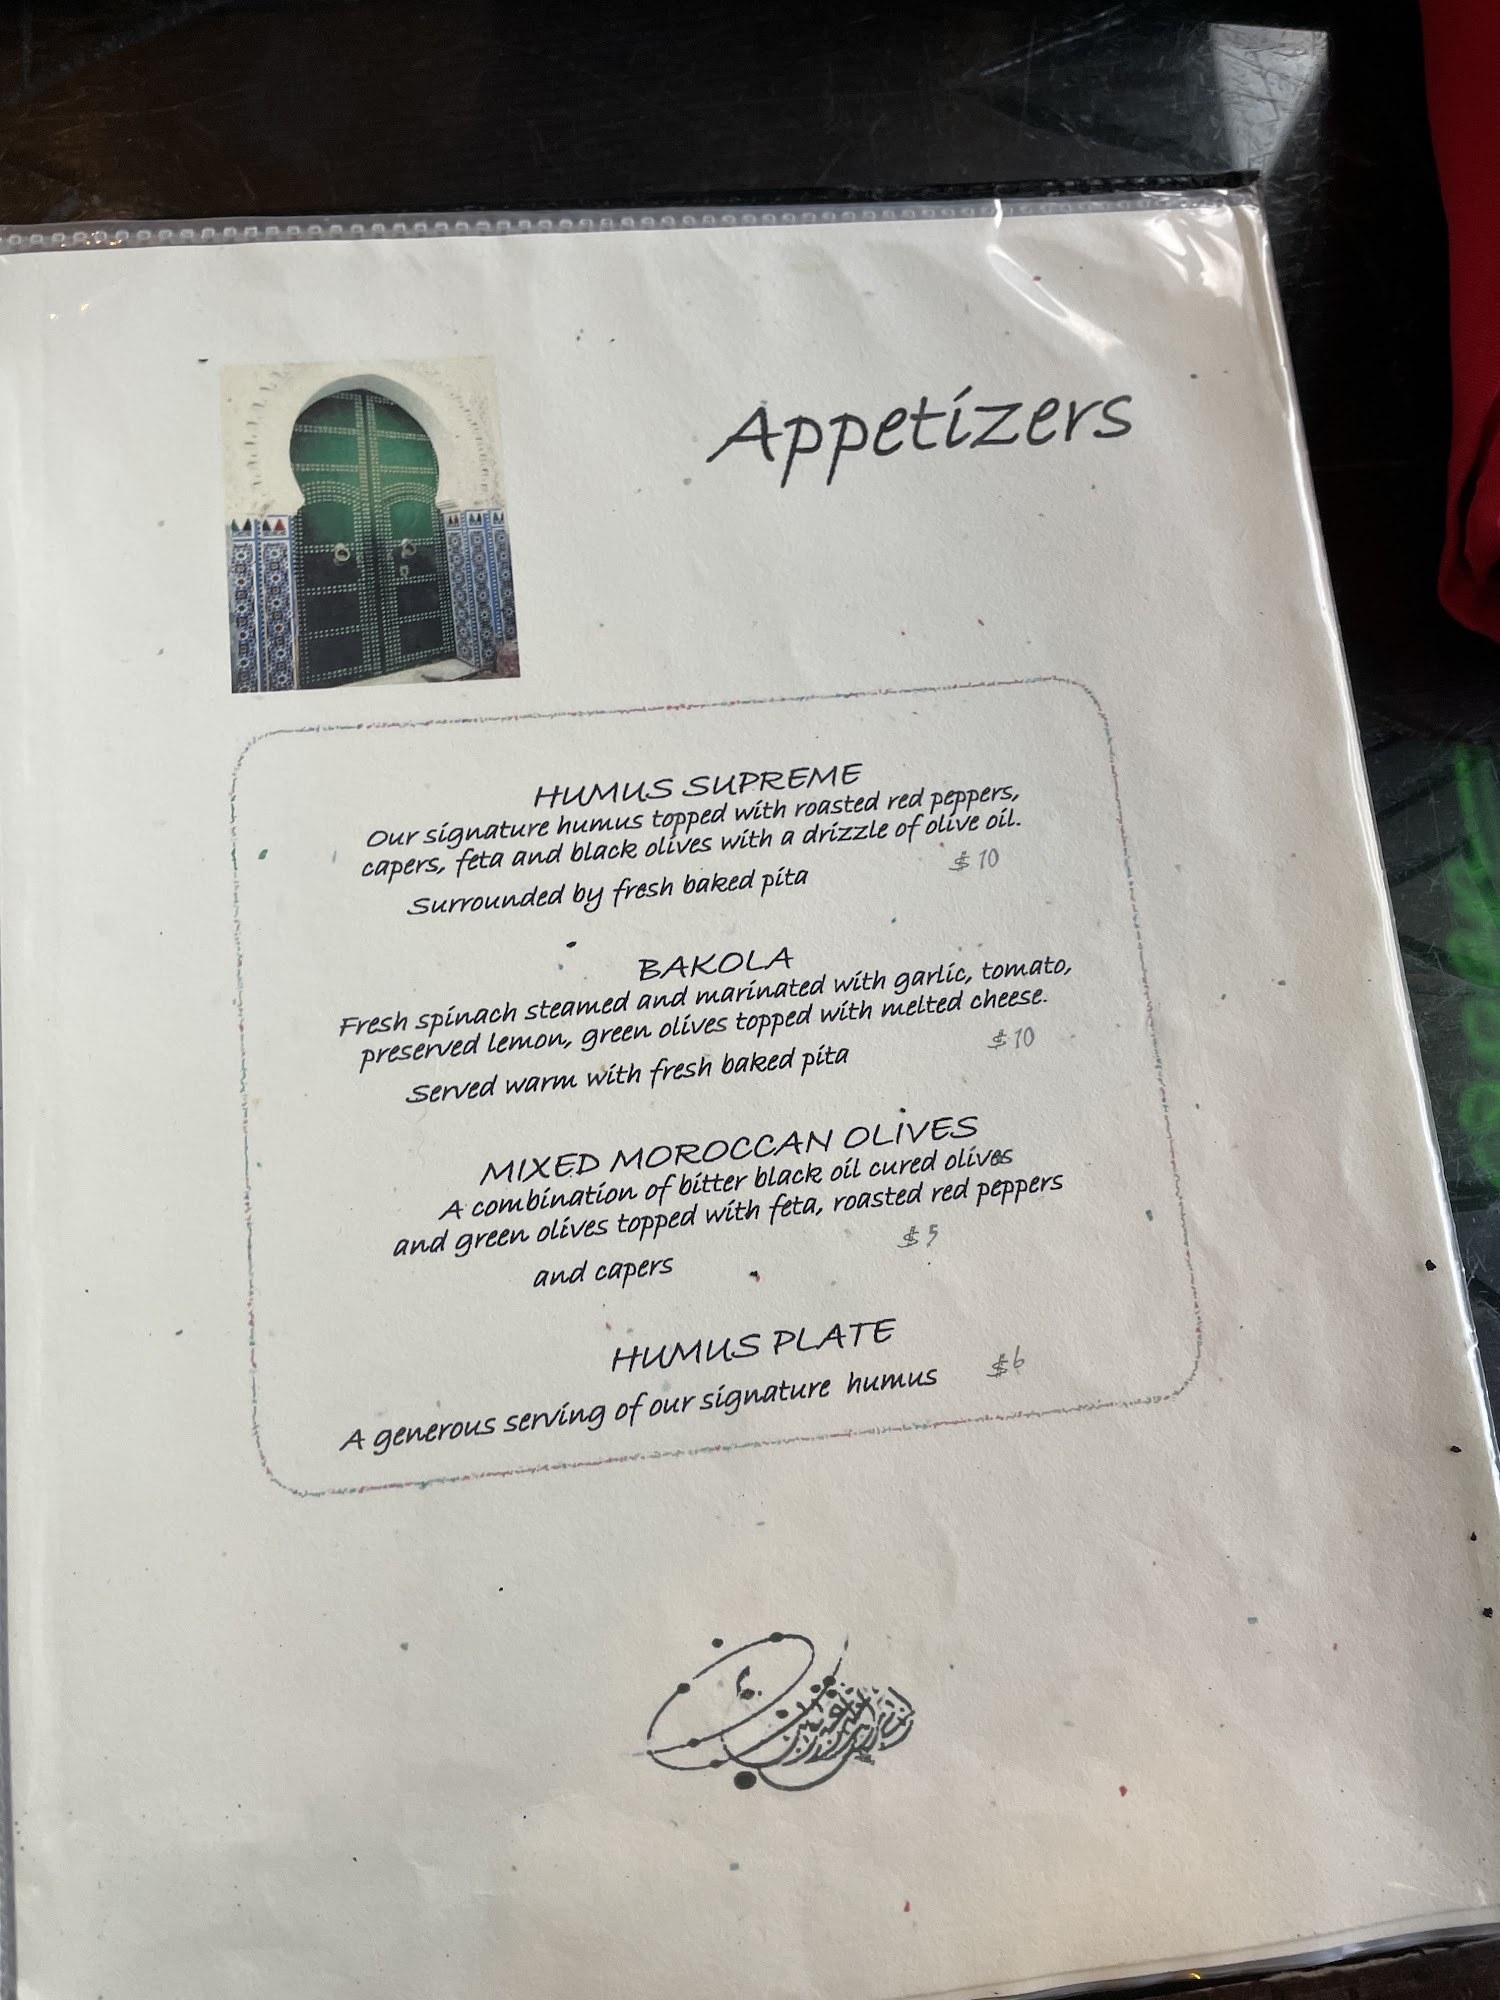 Appetizers
HUMUS SUPREME
Our signature humus topped with roasted red peppers,
capers, feta and black olives with a drizzle of olive oil.
Surrounded by fresh baked pita $10
BAKOLA
Fresh spinach steamed and marinated with garlic, tomato,
preserved lemon, green olives topped with melted cheese.
Served warm with fresh baked pita $10
MIXED MOROCCAN OLIVES
A combination of bitter black oil cured olives
and green olives topped with feta, roasted red peppers
and capers $5
HUMUS PLATE
A generous serving of our signature humus $6